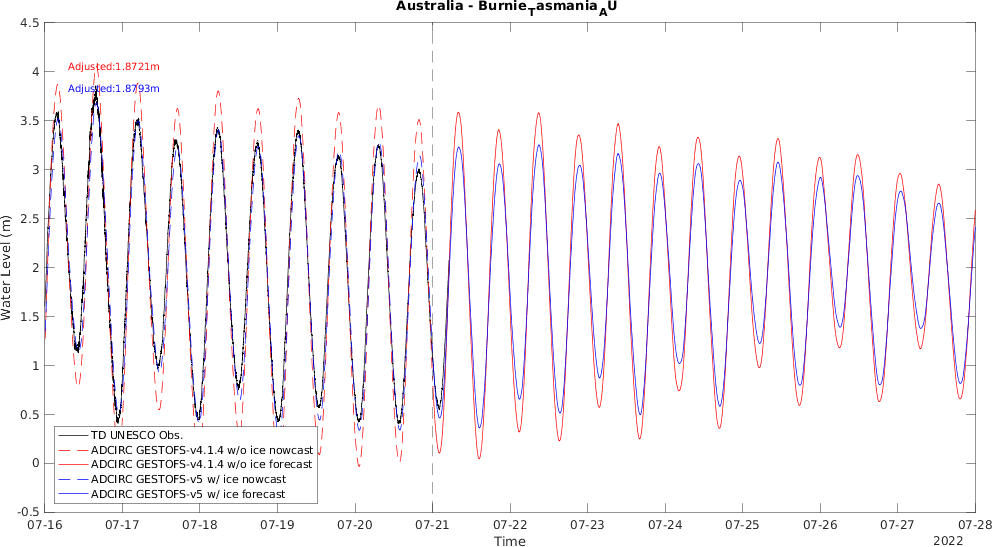 Australia - Burnie_Tasmania_AU
4.5
4
3.5
3
2.5
2
1.5
1
0.5
0
-0.5
Water Level (m)
Adjusted:1.8721m
Adjusted:1.8793m
TD UNESCO Obs.
ADCIRC GESTOFS-v4.1.4 w/o ice nowcast
ADCIRC GESTOFS-v4.1.4 w/o ice forecast
ADCIRC GESTOFS-v5 w/ ice nowcast
ADCIRC GESTOFS-v5 w/ ice forecast
07-16 07-17 07-18 07-19 07-20 07-21 07-22 07-23 07-24 07-25 07-26 07-27 07-28
Time
2022